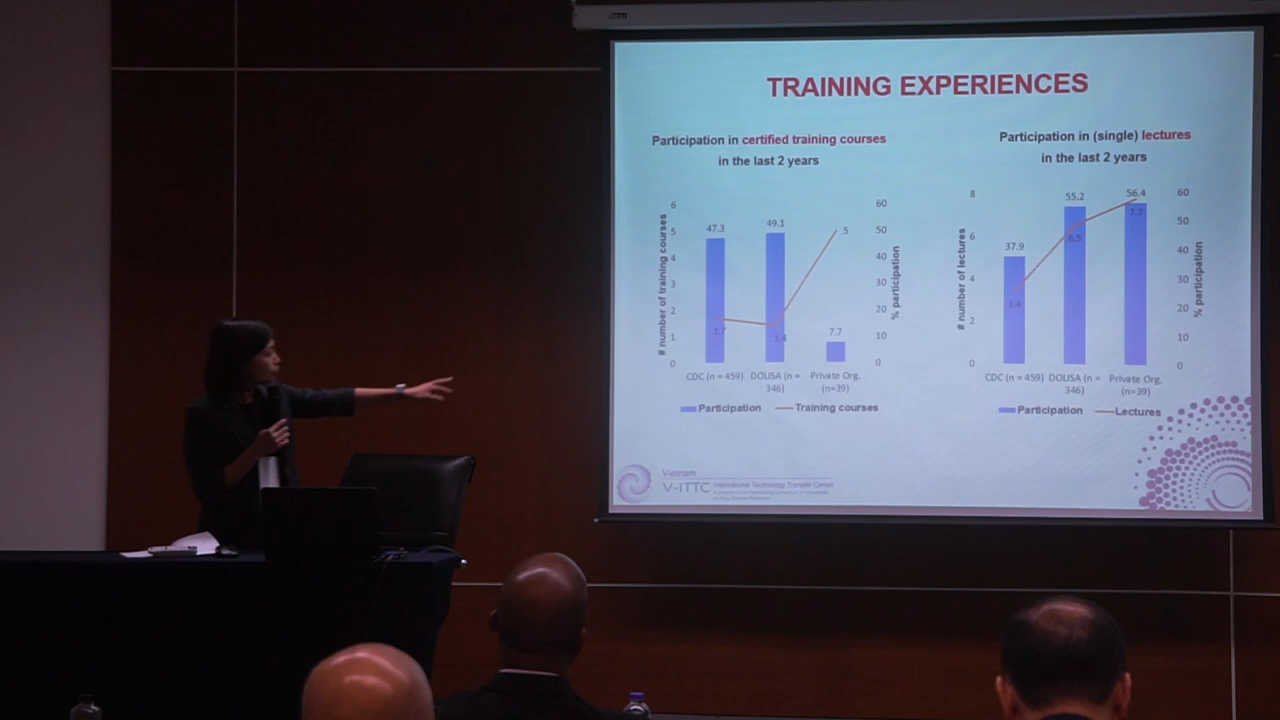 TRAINING EXPERIENCES
Participation in certified training courses
in the last 2 years
# number of training courses
6
5
4
3
2
1
0
47.3
49.1
7.7
1.7
1.4
5
60
50
40
30
20
10
0
% participation
CDC (n = 459)
DOLISA (n =
346)
Private Org.
(n=39)
Participation
Training courses
Participation in (single) lectures
in the last 2 years
# number of lectures
8
6
4
2
0
37.9
55.2
56.4
3.4
6.5
7.7
60
50
40
30
20
10
0
% participation
CDC (n = 459)
DOLISA (n =
346)
Private Org.
(n=39)
Participation
Lectures
Vietnam
V-ITTC
International Technology Transfer Center